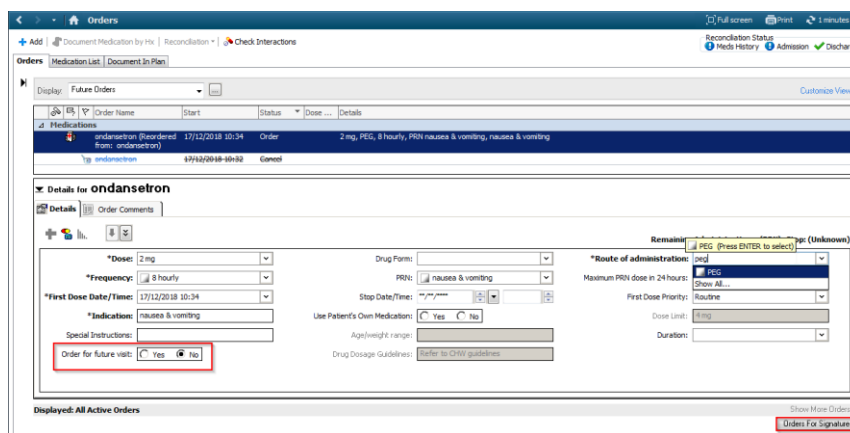 Orders
Full screen Print 1 minutes
Add Document Medication by Hx Reconciliation Check Interactions
Reconciliation Status
Meds History Admission Dischar
Orders Medication List Document In Plan
Display: Future Orders ... Customize View
Order Name Start Status Dose ... Details
Medications
ondansetron (Reordered from: ondansetron) 17/12/2018 10:34 Order 2 mg, PEG, 8 hourly, PRN nausea & vomiting, nausea & vomiting
ondansetron 17/12/2018 10:32 Cancel
Details for ondansetron
Details Order Comments
PEG (Press ENTER to select) Stop: (Unknown)
*Dose: 2 mg Drug Form: *Route of administration: peg
*Frequency: 8 hourly PRN: nausea & vomiting Maximum PRN dose in 24 hours: PEG
Show All...
*First Dose Date/Time: 17/12/2018 10:34 Stop Date/Time: **/**/**** First Dose Priority: Routine
*Indication: nausea & vomiting Use Patient's Own Medication: Yes No Dose Limit: 4 mg
Special Instructions: Age/weight range: Duration:
Order for future visit: Yes No Drug Dosage Guidelines: Refer to CHW guidelines
Displayed: All Active Orders Show More Orders
Orders For Signature